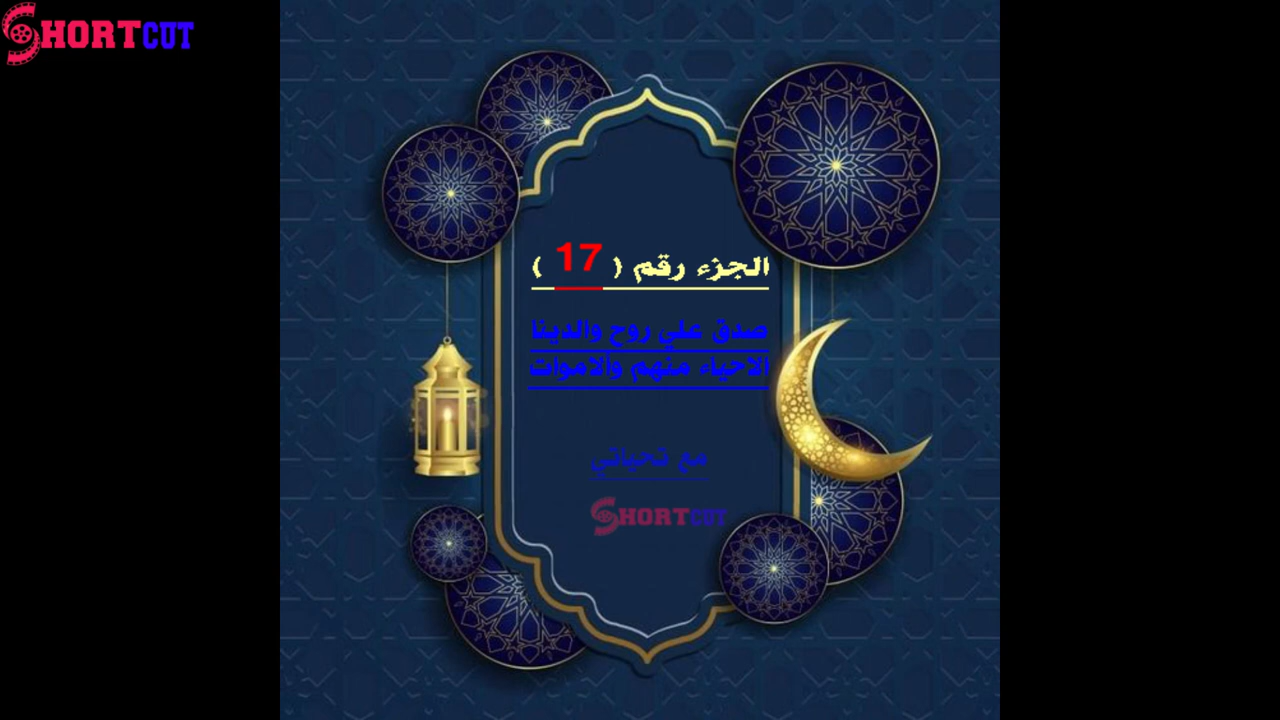 SHORTCUT
الجزء رقم ( 17 )
صدق علي روح والدينا
الاحياء منهم والاموات
مع تحياتي
SHORTCUT